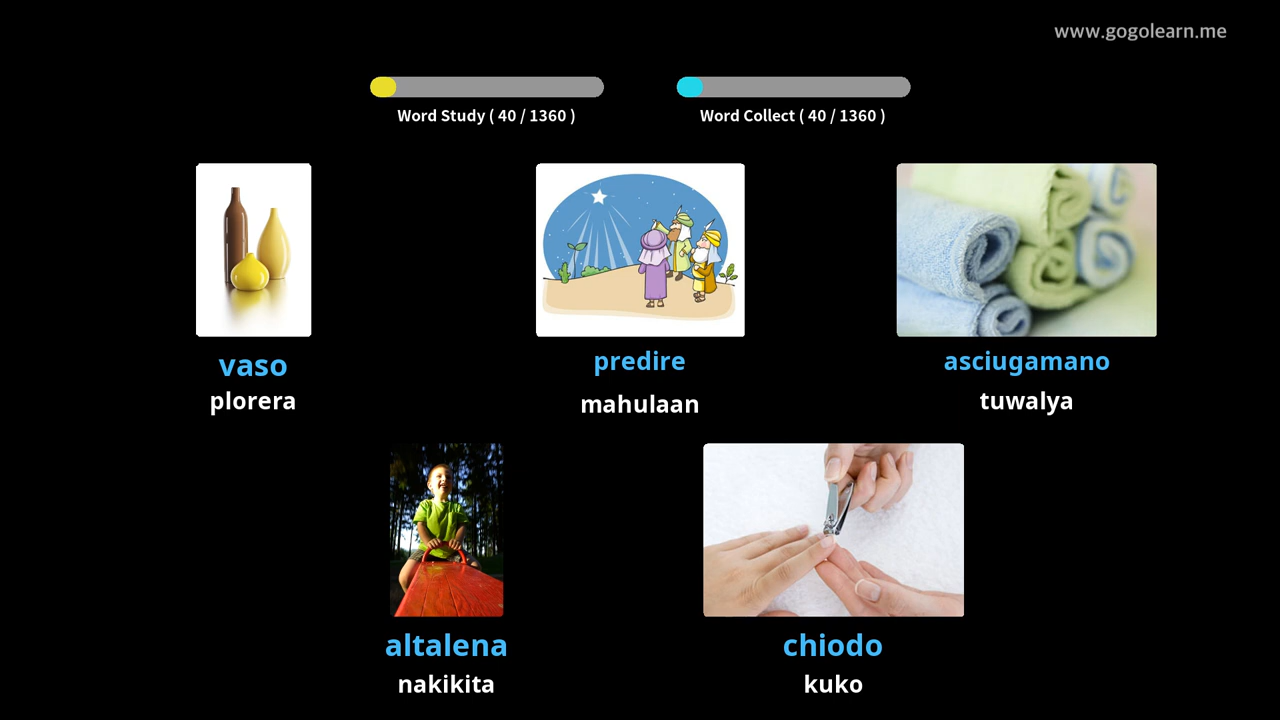 www.gogolearn.me
Word Study ( 40 / 1360 )
Word Collect ( 40 / 1360 )
vaso
plorera
predire
mahulaan
asciugamano
tuwalya
altalena
nakikita
chiodo
kuko